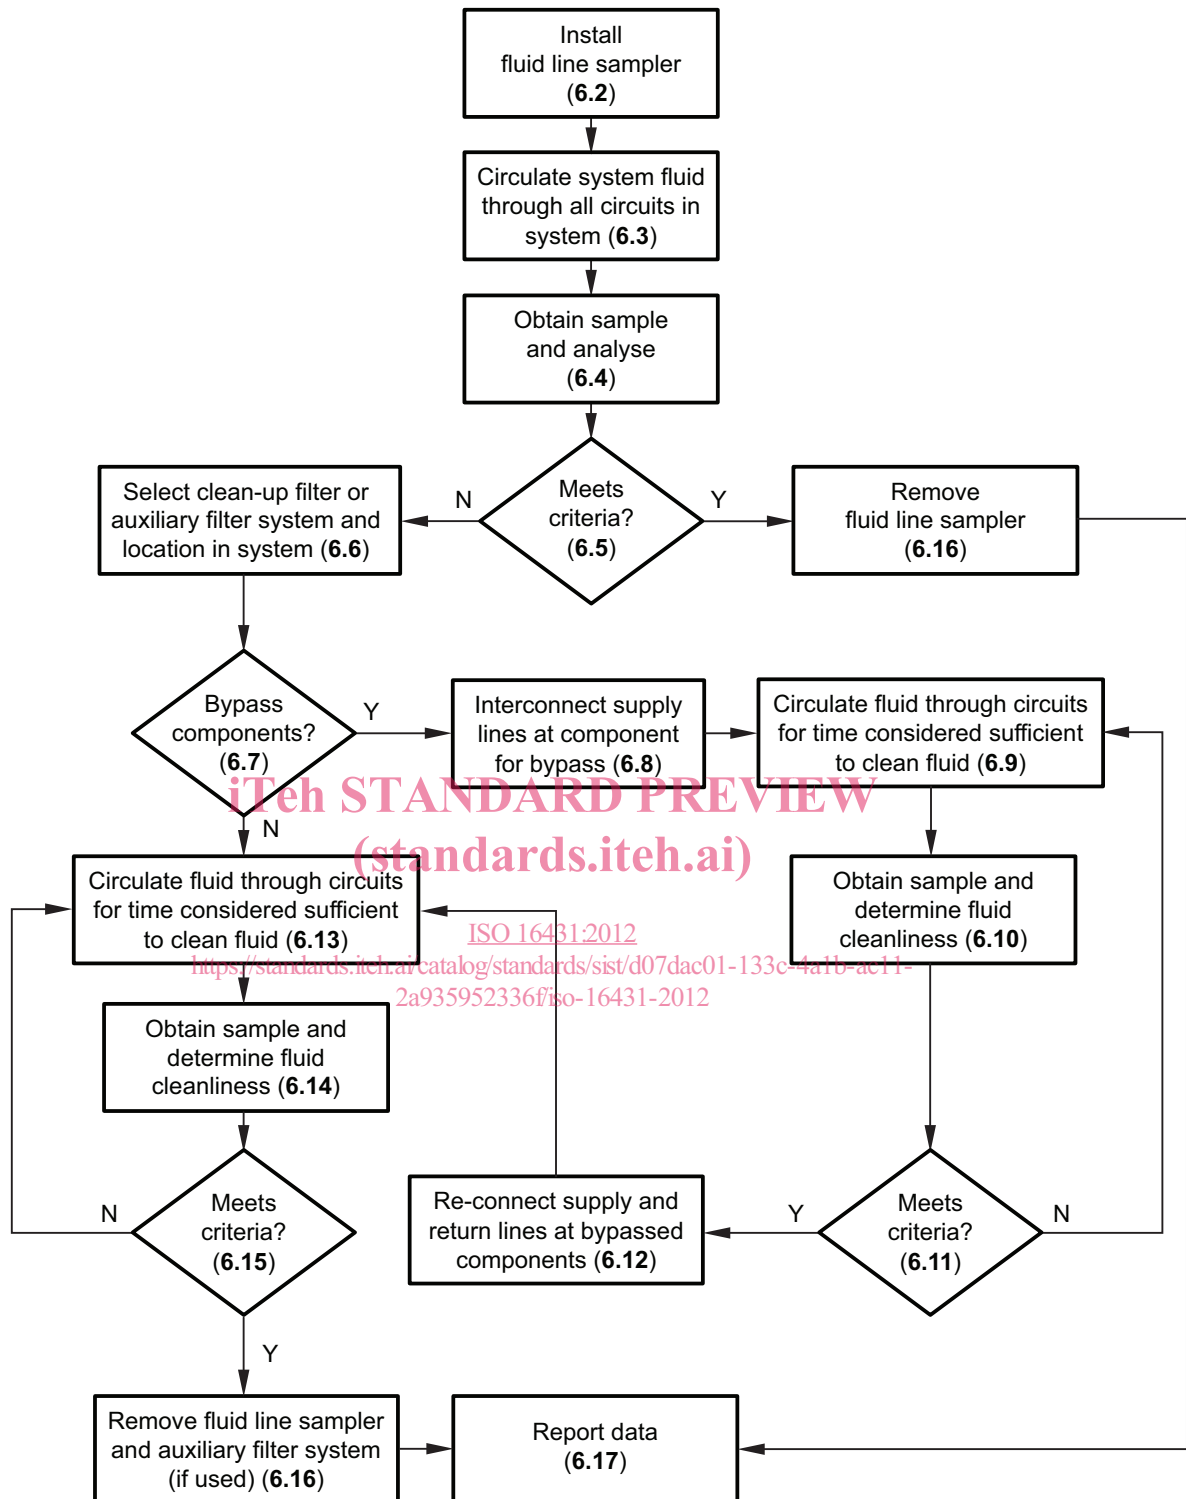 Install
fluid line sampler
(6.2)
Circulate system fluid
through all circuits in
system (6.3)
Obtain sample
and analyse
(6.4)
Meets
criteria?
(6.5)
N
Y
Select clean-up filter or
auxiliary filter system and
location in system (6.6)
Remove
fluid line sampler
(6.16)
Bypass
components?
(6.7)
Y
N
Interconnect supply
lines at component
for bypass (6.8)
Circulate fluid through circuits
for time considered sufficient
to clean fluid (6.9)
iTeh STANDARD PREVIEW
(standards.iteh.ai)
Circulate fluid through circuits
for time considered sufficient
to clean fluid (6.13)
Obtain sample and
determine fluid
cleanliness (6.10)
ISO 16431:2012
https://standards.iteh.ai/catalog/standards/sist/d07dac01-133c-4a1b-ac11-
2a935952336f/iso-16431-2012
Obtain sample and
determine fluid
cleanliness (6.14)
N
Meets
criteria?
(6.15)
Y
Re-connect supply and
return lines at bypassed
components (6.12)
Y
Meets
criteria?
(6.11)
N
Remove fluid line sampler
and auxiliary filter system
(if used) (6.16)
Report data
(6.17)